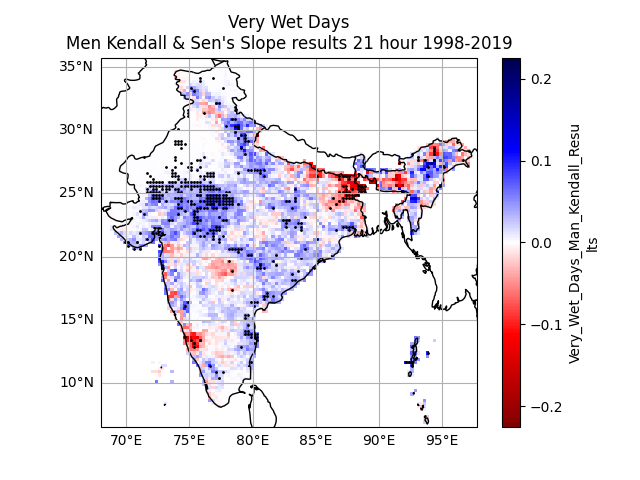 Very Wet Days
Men Kendall & Sen's Slope results 21 hour 1998-2019
35°N
30°N
25°N
20°N
15°N
10°N
70°E
75°E
80°E
85°E
90°E
95°E
0.2
0.1
0.0
−0.1
−0.2
Very_Wet_Days_Man_Kendall_Resu
lts